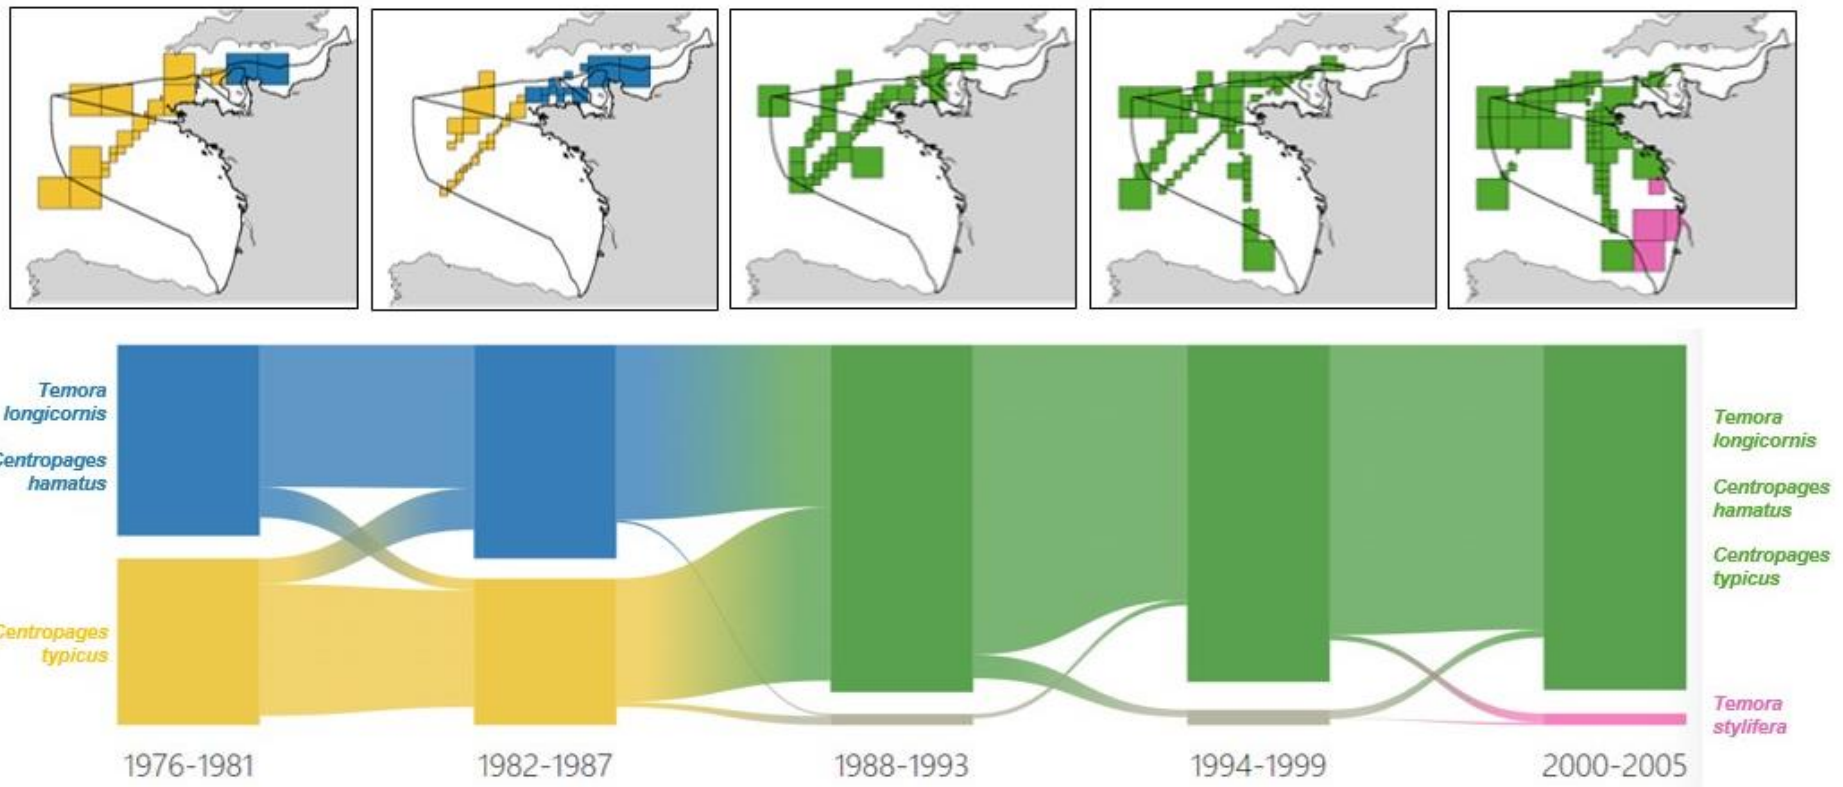 Temora
longicornis
Centropages
hamatus
Centropages
typicus
Temora
longicornis
Centropages
hamatus
Centropages
typicus
Temora
stylifera
1976-1981
1982-1987
1988-1993
1994-1999
2000-2005